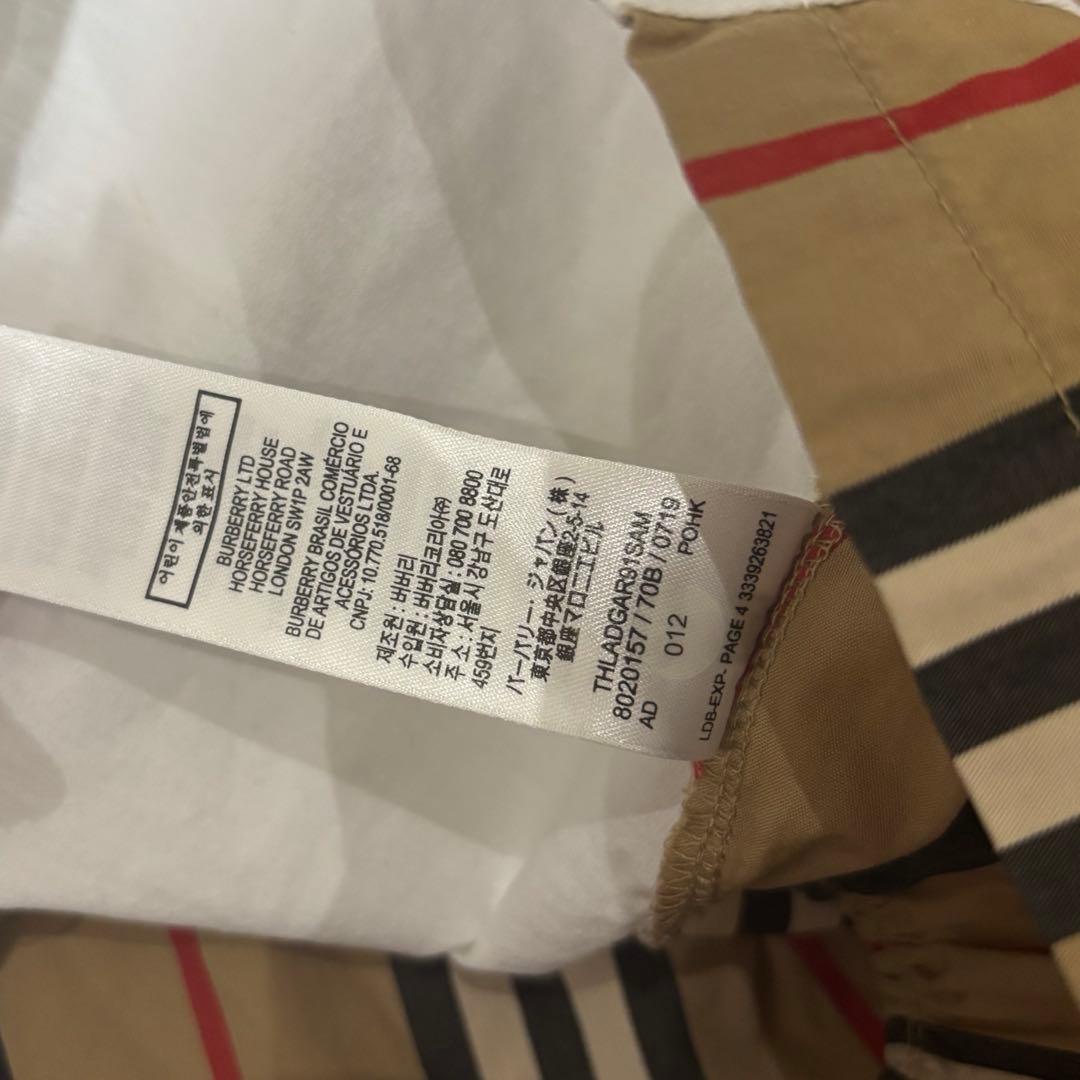 어린이 제품안전특별법에
의한 표시
BURBERRY LTD
HORSEFERRY HOUSE
HORSEFERRY ROAD
LONDON SW1P 2AW
BURBERRY BRASIL COMÉRCIO
DE ARTIGOS DE VESTUÁRIO E
ACESSÓRIOS LTDA.
CNPJ: 10.770.518/0001-68
제조원 : 버버리
수입원 : 버버리코리아(주)
소비자상담실 : 080 700 8800
주 소 : 서울시 강남구 도산대로
459번지
バーバリー・ジャパン(株)
東京都中央区銀座2-5-14
銀座マロニエビル
THLADGAR91SAM
8020157 / 70B / 0719
AD 012 POHK
LDB-EXP- PAGE 4 3339263821